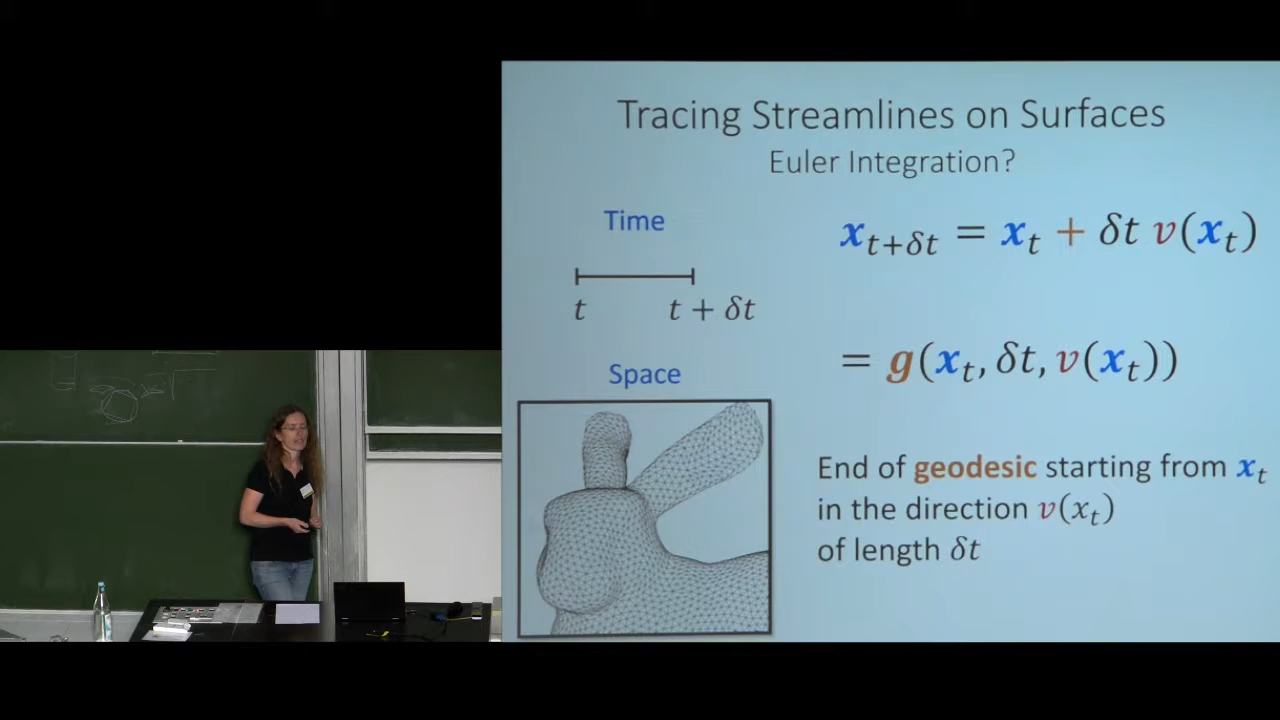 Tracing Streamlines on Surfaces
Euler Integration?
Time
t
t + δt
Space
x_{t+δt} = x_t + δt v(x_t)
= g(x_t, δt, v(x_t))
End of geodesic starting from x_t
in the direction v(x_t)
of length δt